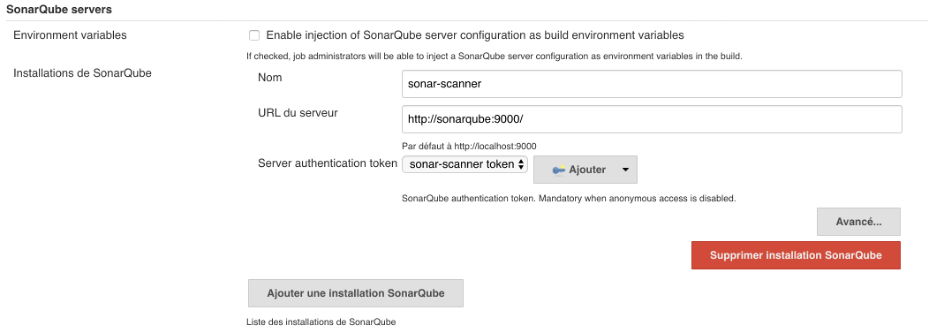 SonarQube servers
Environment variables
Enable injection of SonarQube server configuration as build environment variables
If checked, job administrators will be able to inject a SonarQube server configuration as environment variables in the build.
Installations de SonarQube
Nom
sonar-scanner
URL du serveur
http://sonarqube:9000/
Par défaut à http://localhost:9000
Server authentication token
sonar-scanner token
Ajouter
SonarQube authentication token. Mandatory when anonymous access is disabled.
Avancé...
Supprimer installation SonarQube
Ajouter une installation SonarQube
Liste des installations de SonarQube